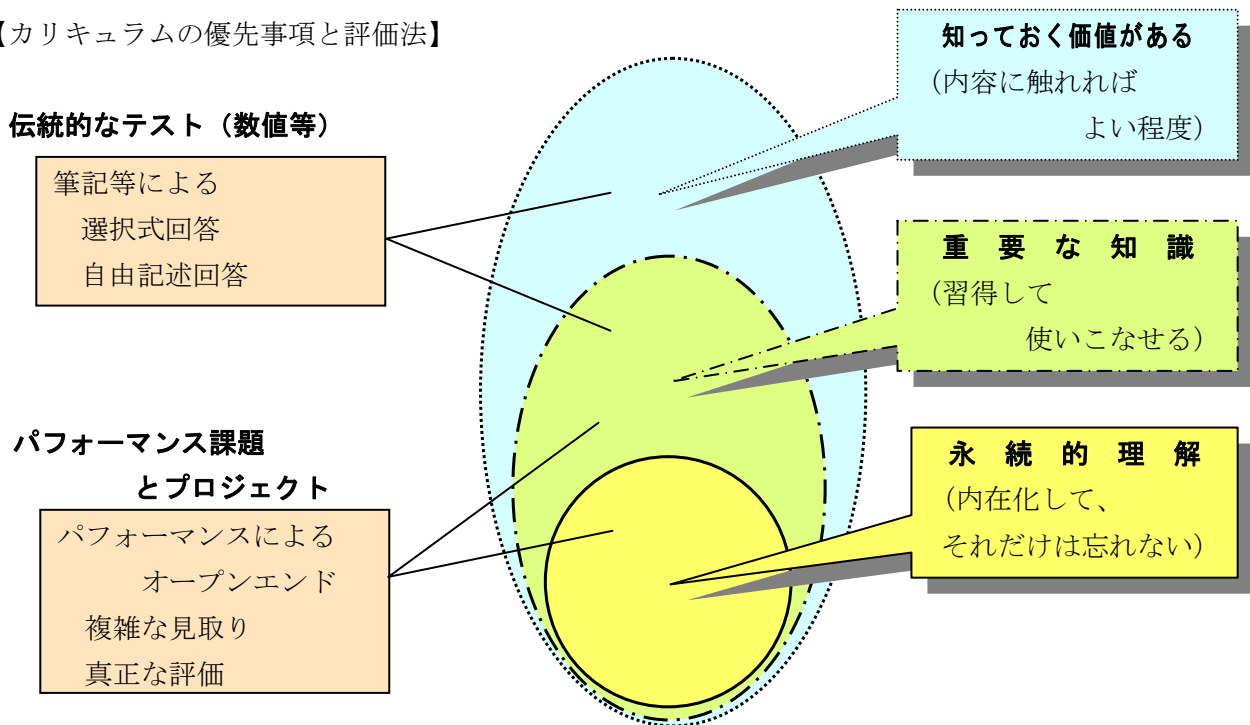 【カリキュラムの優先事項と評価法】
伝統的なテスト（数値等）
筆記等による
選択式回答
自由記述回答
パフォーマンス課題
とプロジェクト
パフォーマンスによる
オープンエンド
複雑な見取り
真正な評価
知っておく価値がある
（内容に触れれば
よい程度）
重要な知識
（習得して
使いこなせる）
永続的理解
（内在化して、
それだけは忘れない）